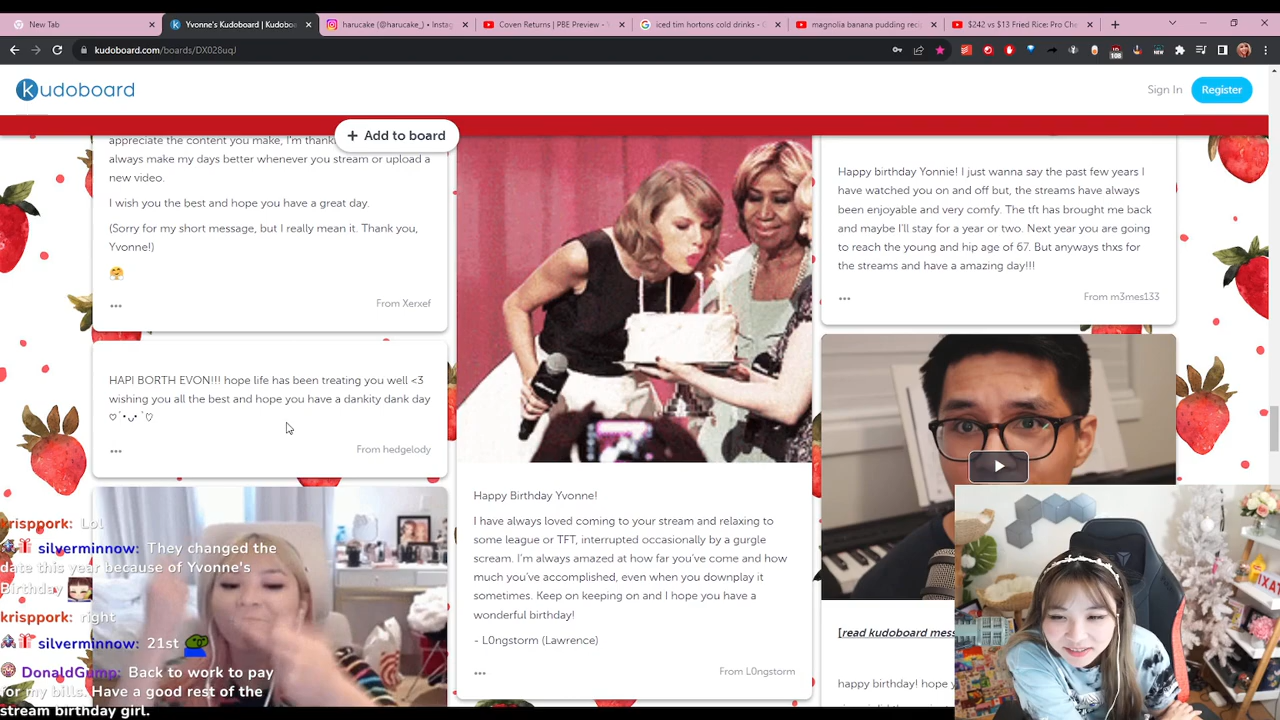 New Tab
Yvonne's Kudoboard | Kudoboa
harucake (@harucake_) • Insta
Coven Returns | PBE Preview -
iced tim hortons cold drinks -
magnolia banana pudding reci
$242 vs $13 Fried Rice: Pro Che
kudoboard.com/boards/DX028uqJ
108
kudoboard
Sign In
Register
+ Add to board
appreciate the content you make, I'm thank
always make my days better whenever you stream or upload a
new video.
I wish you the best and hope you have a great day.
(Sorry for my short message, but I really mean it. Thank you,
Yvonne!)
🤗
From Xerxef
HAPI BORTH EVON!!! hope life has been treating you well <3
wishing you all the best and hope you have a dankity dank day
♡´•ᴗ•`♡
From hedgelody
Happy Birthday Yvonne!
I have always loved coming to your stream and relaxing to
some league or TFT, interrupted occasionally by a gurgle
scream. I'm always amazed at how far you've come and how
much you've accomplished, even when you downplay it
sometimes. Keep on keeping on and I hope you have a
wonderful birthday!
- L0ngstorm (Lawrence)
From L0ngstorm
Happy birthday Yonnie! I just wanna say the past few years I
have watched you on and off but, the streams have always
been enjoyable and very comfy. The tft has brought me back
and maybe I'll stay for a year or two. Next year you are going
to reach the young and hip age of 67. But anyways thxs for
the streams and have a amazing day!!!
From m3mes133
[read kudoboard mess
happy birthday! hope y
krisppork: Lol
silverminnow: They changed the
date this year because of Yvonne's
Birthday
krisppork: right
silverminnow: 21st
DonaldGump: Back to work to pay
for my bills. Have a good rest of the
stream birthday girl.